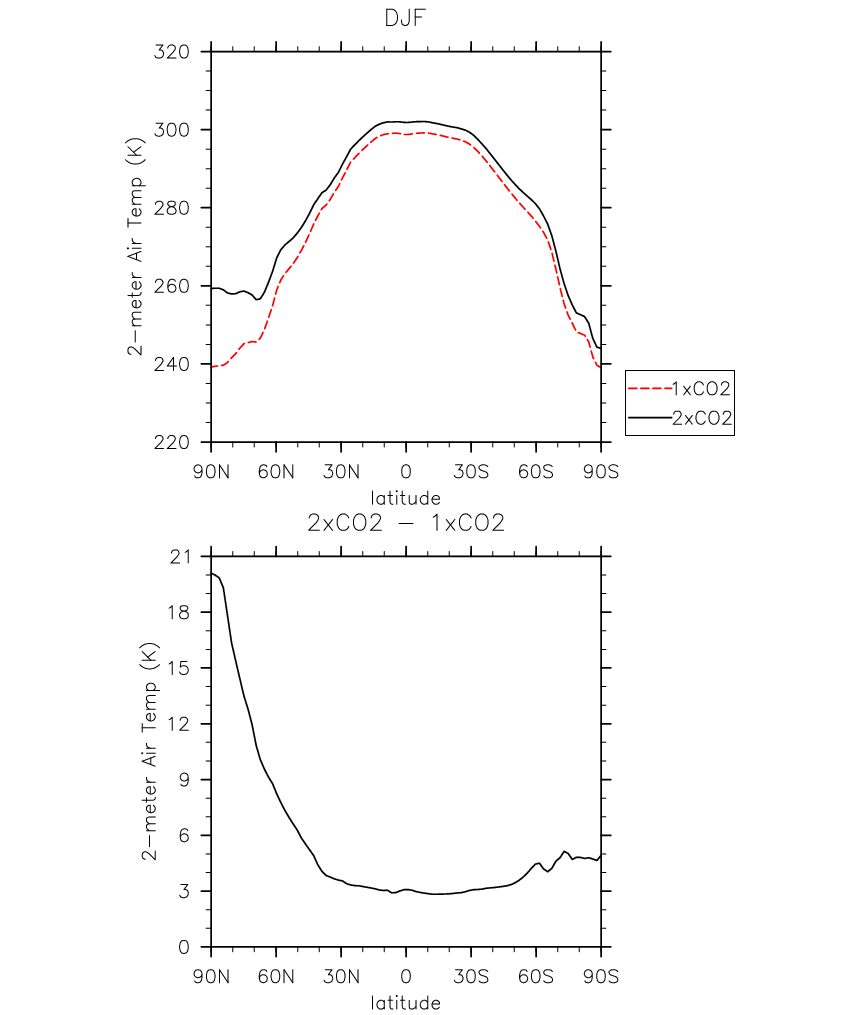 DJF
320
300
280
260
240
220
2-meter Air Temp (K)
90N 60N 30N 0 30S 60S 90S
latitude
1xCO2
2xCO2
2xCO2 - 1xCO2
21
18
15
12
9
6
3
0
2-meter Air Temp (K)
90N 60N 30N 0 30S 60S 90S
latitude